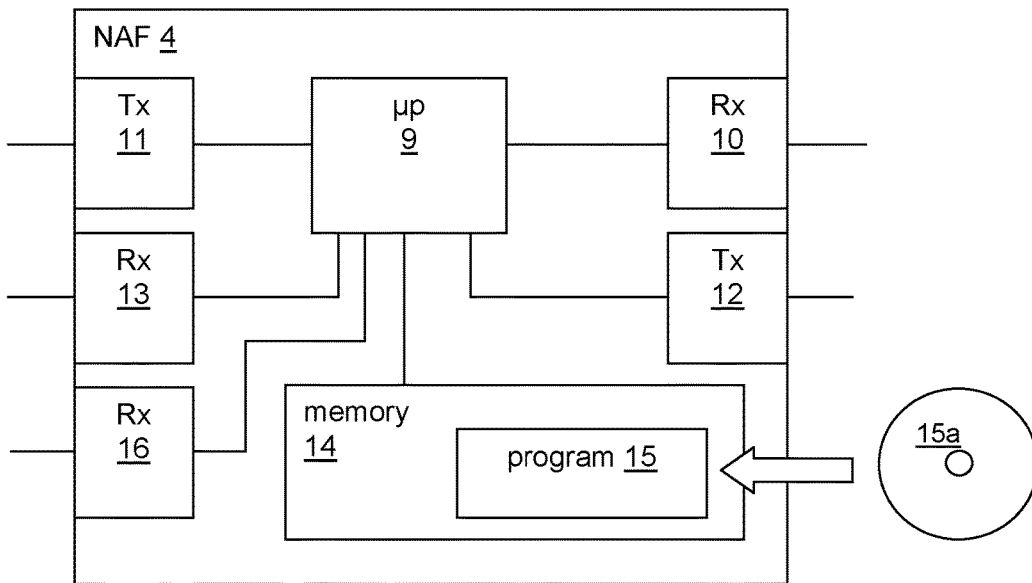 NAF 4
Tx
11
µp
9
Rx
10
Rx
13
Tx
12
Rx
16
memory
14
program 15
15a